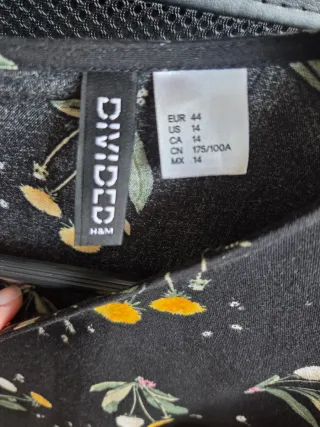 DIVIDED
H&M
EUR 44
US 14
CA 14
CN 175/100A
MX 14